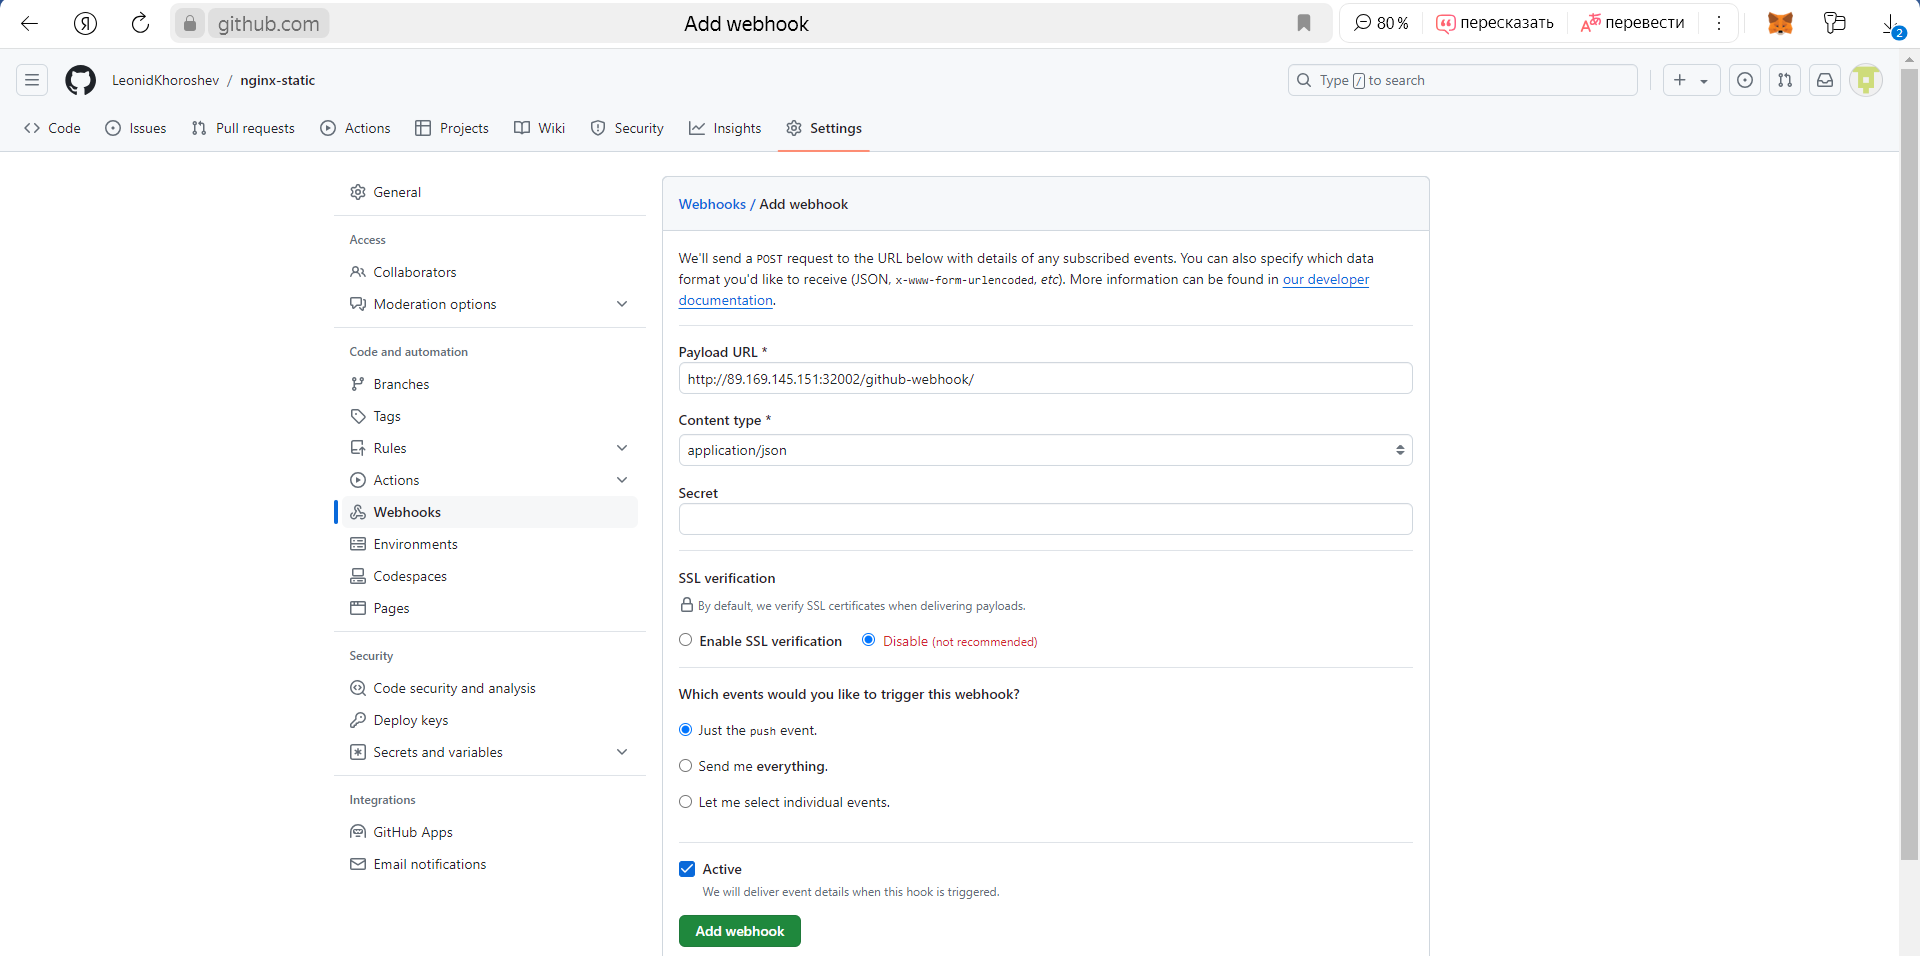 Я
github.com
Add webhook
80 %
пересказать
перевести
2
LeonidKhoroshev / nginx-static
Type / to search
Code
Issues
Pull requests
Actions
Projects
Wiki
Security
Insights
Settings
General
Access
Collaborators
Moderation options
Code and automation
Branches
Tags
Rules
Actions
Webhooks
Environments
Codespaces
Pages
Security
Code security and analysis
Deploy keys
Secrets and variables
Integrations
GitHub Apps
Email notifications
Webhooks / Add webhook
We'll send a POST request to the URL below with details of any subscribed events. You can also specify which data
format you'd like to receive (JSON, x-www-form-urlencoded, etc). More information can be found in our developer
documentation.
Payload URL *
http://89.169.145.151:32002/github-webhook/
Content type *
application/json
Secret
SSL verification
By default, we verify SSL certificates when delivering payloads.
Enable SSL verification
Disable (not recommended)
Which events would you like to trigger this webhook?
Just the push event.
Send me everything.
Let me select individual events.
Active
We will deliver event details when this hook is triggered.
Add webhook